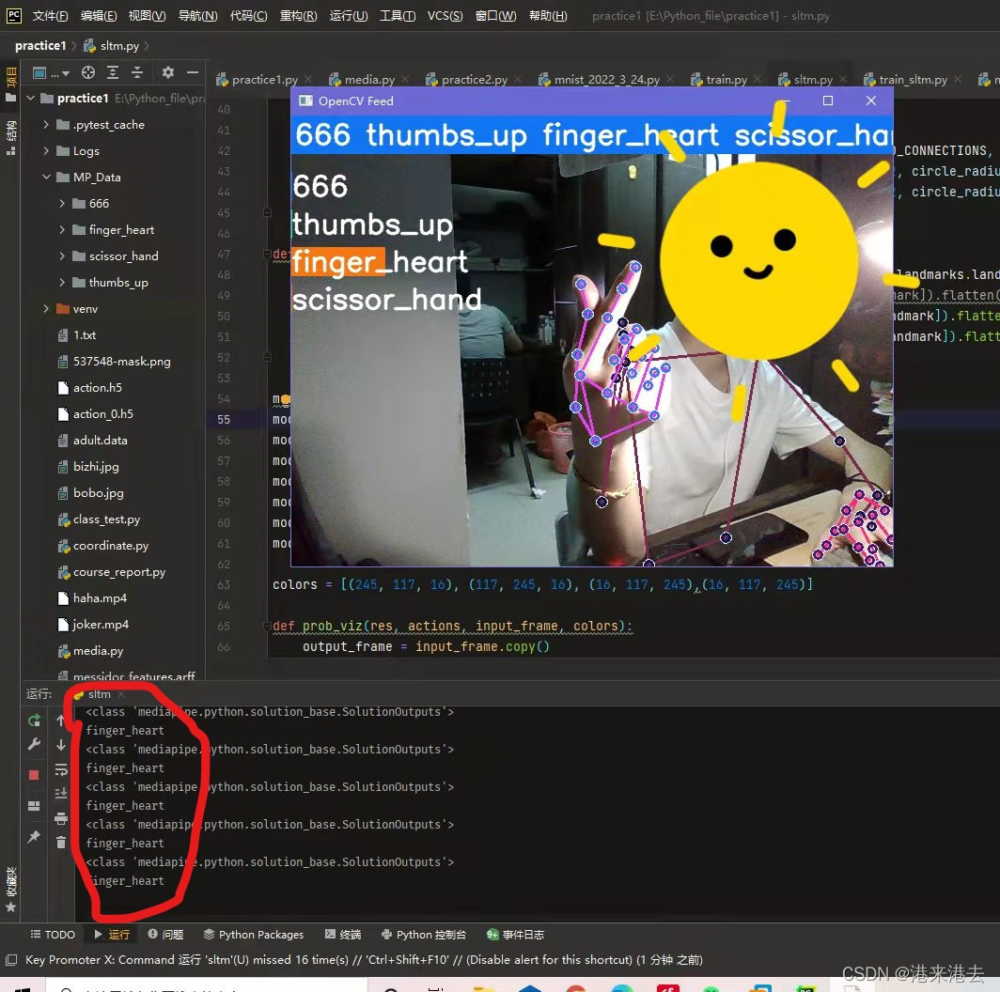 PC 文件(F) 编辑(E) 视图(V) 导航(N) 代码(C) 重构(R) 运行(U) 工具(T) VCS(S) 窗口(W) 帮助(H) practice1 [E:\Python_file\practice1] - sltm.py
practice1 sltm.py
项目 ... practice1.py media.py practice2.py mnist_2022_3_24.py train.py sltm.py train_sltm.py
practice1 E:\Python_file\pra
.pytest_cache
Logs
MP_Data
666
finger_heart
scissor_hand
thumbs_up
venv
1.txt
537548-mask.png
action.h5
action_0.h5
adult.data
bizhi.jpg
bobo.jpg
class_test.py
coordinate.py
course_report.py
haha.mp4
joker.mp4
media.py
messidor_features.arff
结构
OpenCV Feed
666 thumbs_up finger_heart scissor_han
666
thumbs_up
finger_heart
scissor_hand
40
41
42 _CONNECTIONS,
43 , circle_radiu
44 , circle_radiu
45
46
47 de
48 landmarks.land
49 mark]).flatten(
50 ndmark]).flatte
51 ndmark]).flatte
52
53
54 m
55 mod
56 mod
57 mod
58 mod
59 mod
60 mod
61 mod
62
63 colors = [(245, 117, 16), (117, 245, 16), (16, 117, 245),(16, 117, 245)]
64
65 def prob_viz(res, actions, input_frame, colors):
66 output_frame = input_frame.copy()
运行: sltm
<class 'mediapipe.python.solution_base.SolutionOutputs'>
finger_heart
<class 'mediapipe.python.solution_base.SolutionOutputs'>
finger_heart
<class 'mediapipe.python.solution_base.SolutionOutputs'>
finger_heart
<class 'mediapipe.python.solution_base.SolutionOutputs'>
finger_heart
<class 'mediapipe.python.solution_base.SolutionOutputs'>
finger_heart
收藏夹
TODO 运行 问题 Python Packages 终端 Python 控制台 事件日志
Key Promoter X: Command 运行 'sltm'(U) missed 16 time(s) // 'Ctrl+Shift+F10' // (Disable alert for this shortcut) (1 分钟 之前)
CSDN @港来港去